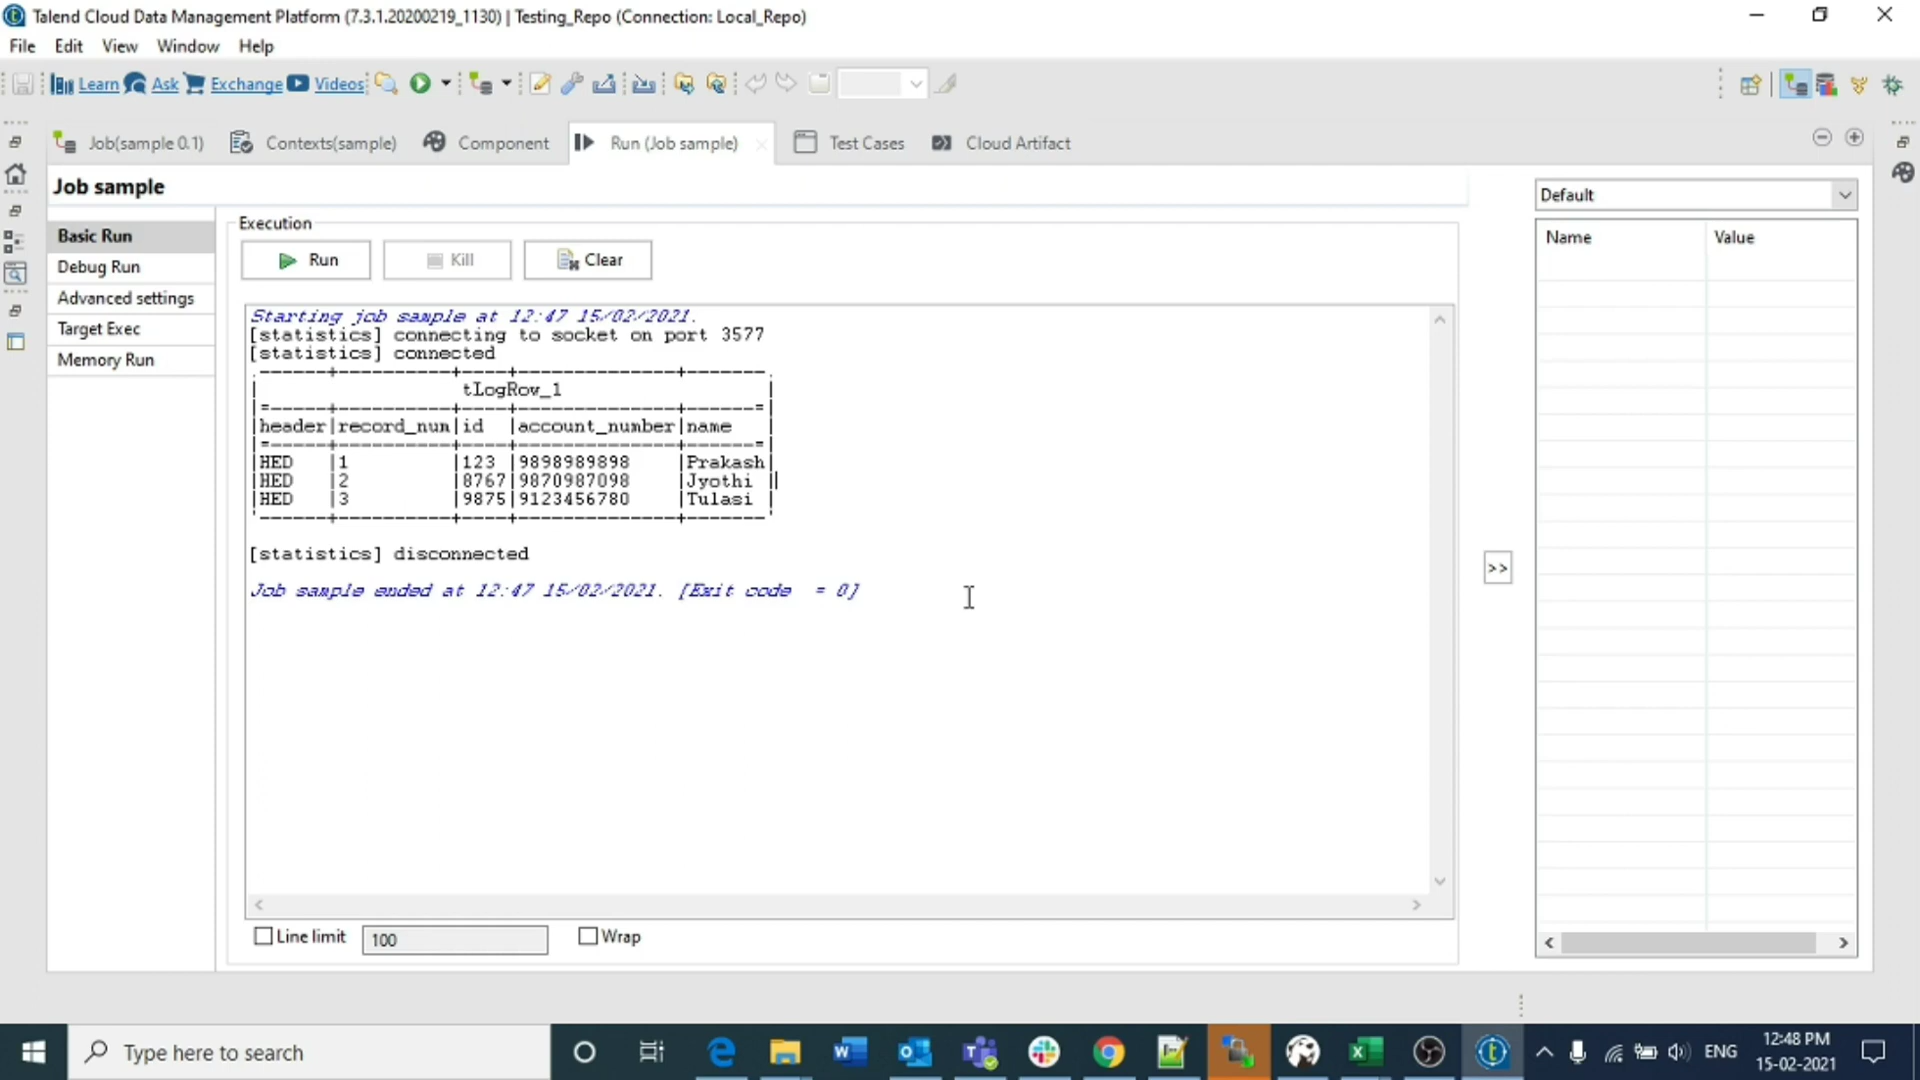 Talend Cloud Data Management Platform (7.3.1.20200219_1130) | Testing_Repo (Connection: Local_Repo)
File Edit View Window Help
Learn Ask Exchange Videos
Job(sample 0.1) Contexts(sample) Component Run (Job sample) Test Cases Cloud Artifact
Job sample
Default
Basic Run
Debug Run
Advanced settings
Target Exec
Memory Run
Execution
Run Kill Clear
Name Value
Starting job sample at 12:47 15/02/2021.
[statistics] connecting to socket on port 3577
[statistics] connected
.------+----------+----+--------------+-------.
| tLogRow_1 |
|=-----+----------+----+--------------+------=|
|header|record_num|id |account_number|name |
|=-----+----------+----+--------------+------=|
|HED |1 |123 |9898989898 |Prakash|
|HED |2 |8767|9870987098 |Jyothi |
|HED |3 |9875|9123456780 |Tulasi |
'------+----------+----+--------------+-------'
[statistics] disconnected
Job sample ended at 12:47 15/02/2021. [Exit code = 0]
>>
Line limit 100 Wrap
Type here to search
ENG
12:48 PM
15-02-2021